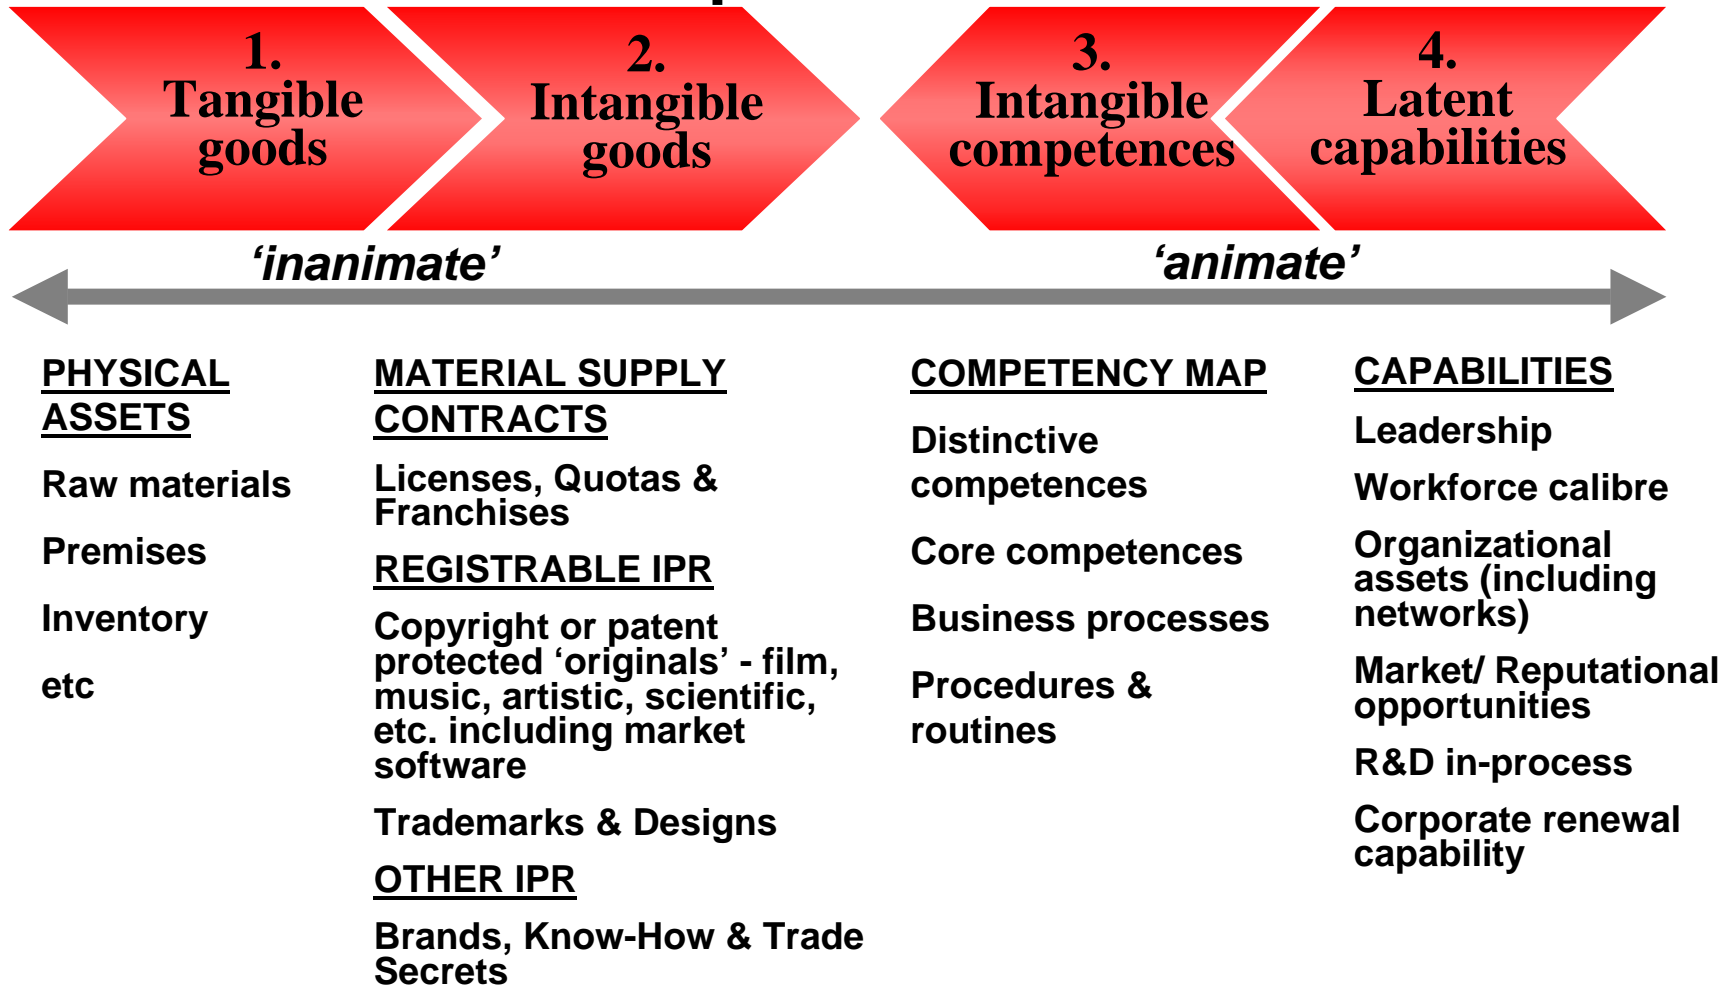 1.
Tangible
goods
2.
Intangible
goods
3.
Intangible
competences
4.
Latent
capabilities
‘inanimate’
‘animate’
PHYSICAL
ASSETS
Raw materials
Premises
Inventory
etc
MATERIAL SUPPLY
CONTRACTS
Licenses, Quotas &
Franchises
REGISTRABLE IPR
Copyright or patent
protected ‘originals’ - film,
music, artistic, scientific,
etc. including market
software
Trademarks & Designs
OTHER IPR
Brands, Know-How & Trade
Secrets
COMPETENCY MAP
Distinctive
competences
Core competences
Business processes
Procedures &
routines
CAPABILITIES
Leadership
Workforce calibre
Organizational
assets (including
networks)
Market/ Reputational
opportunities
R&D in-process
Corporate renewal
capability